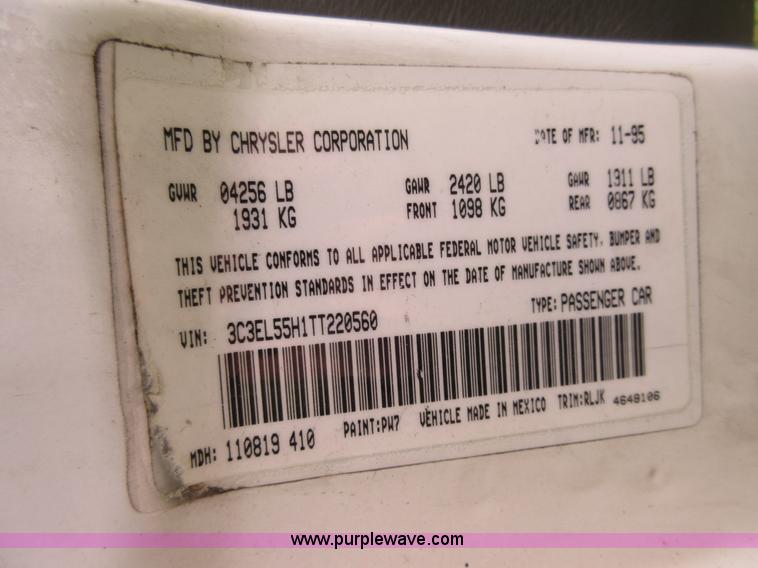 MFD BY CHRYSLER CORPORATION DATE OF MFR: 11-95
GVWR 04256 LB GAWR 2420 LB GAWR 1311 LB
1931 KG FRONT 1098 KG REAR 0867 KG
THIS VEHICLE CONFORMS TO ALL APPLICABLE FEDERAL MOTOR VEHICLE SAFETY, BUMPER AND
THEFT PREVENTION STANDARDS IN EFFECT ON THE DATE OF MANUFACTURE SHOWN ABOVE.
VIN: 3C3EL55H1TT220560 TYPE: PASSENGER CAR
MDH: 110819 410 PAINT:PW7 VEHICLE MADE IN MEXICO TRIM:RLJK 4648106
www.purplewave.com